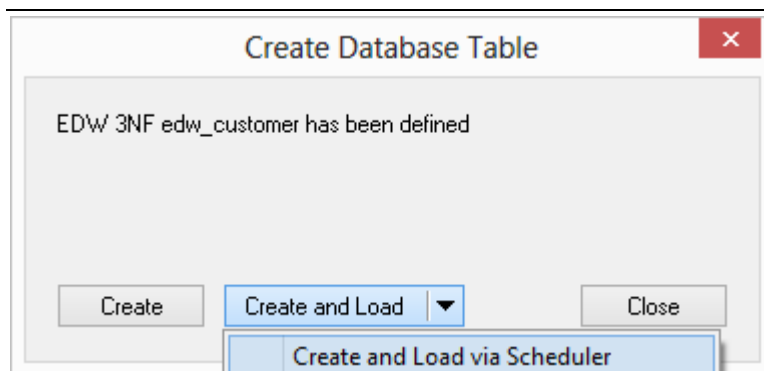 Create Database Table
EDW 3NF edw_customer has been defined
Create Create and Load Close
Create and Load via Scheduler